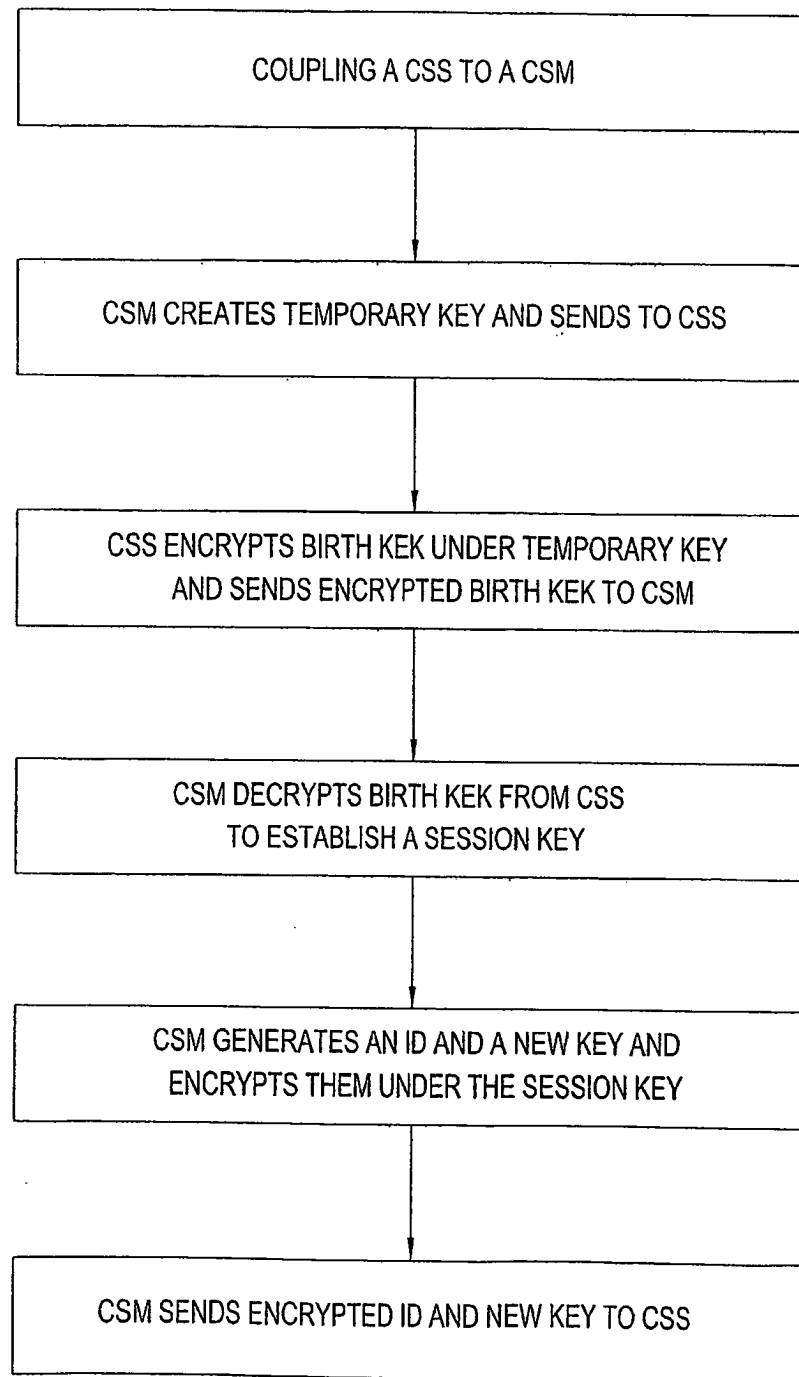 COUPLING A CSS TO A CSM
CSM CREATES TEMPORARY KEY AND SENDS TO CSS
CSS ENCRYPTS BIRTH KEK UNDER TEMPORARY KEY
AND SENDS ENCRYPTED BIRTH KEK TO CSM
CSM DECRYPTS BIRTH KEK FROM CSS
TO ESTABLISH A SESSION KEY
CSM GENERATES AN ID AND A NEW KEY AND
ENCRYPTS THEM UNDER THE SESSION KEY
CSM SENDS ENCRYPTED ID AND NEW KEY TO CSS